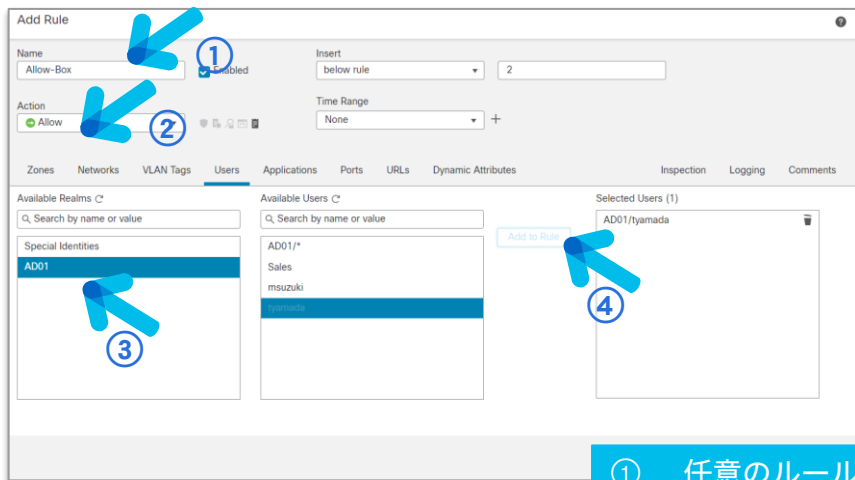 Add Rule
Name
Insert
①
Allow-Box
Enabled
below rule
2
Action
Time Range
Allow
②
None
Zones Networks VLAN Tags Users Applications Ports URLs Dynamic Attributes Inspection Logging Comments
Available Realms
Available Users
Selected Users (1)
Search by name or value
Search by name or value
AD01/tyamada
Special Identities
AD01/*
Add to Rule
AD01
Sales
msuzuki
tyamada
④
③
① 任意のルール